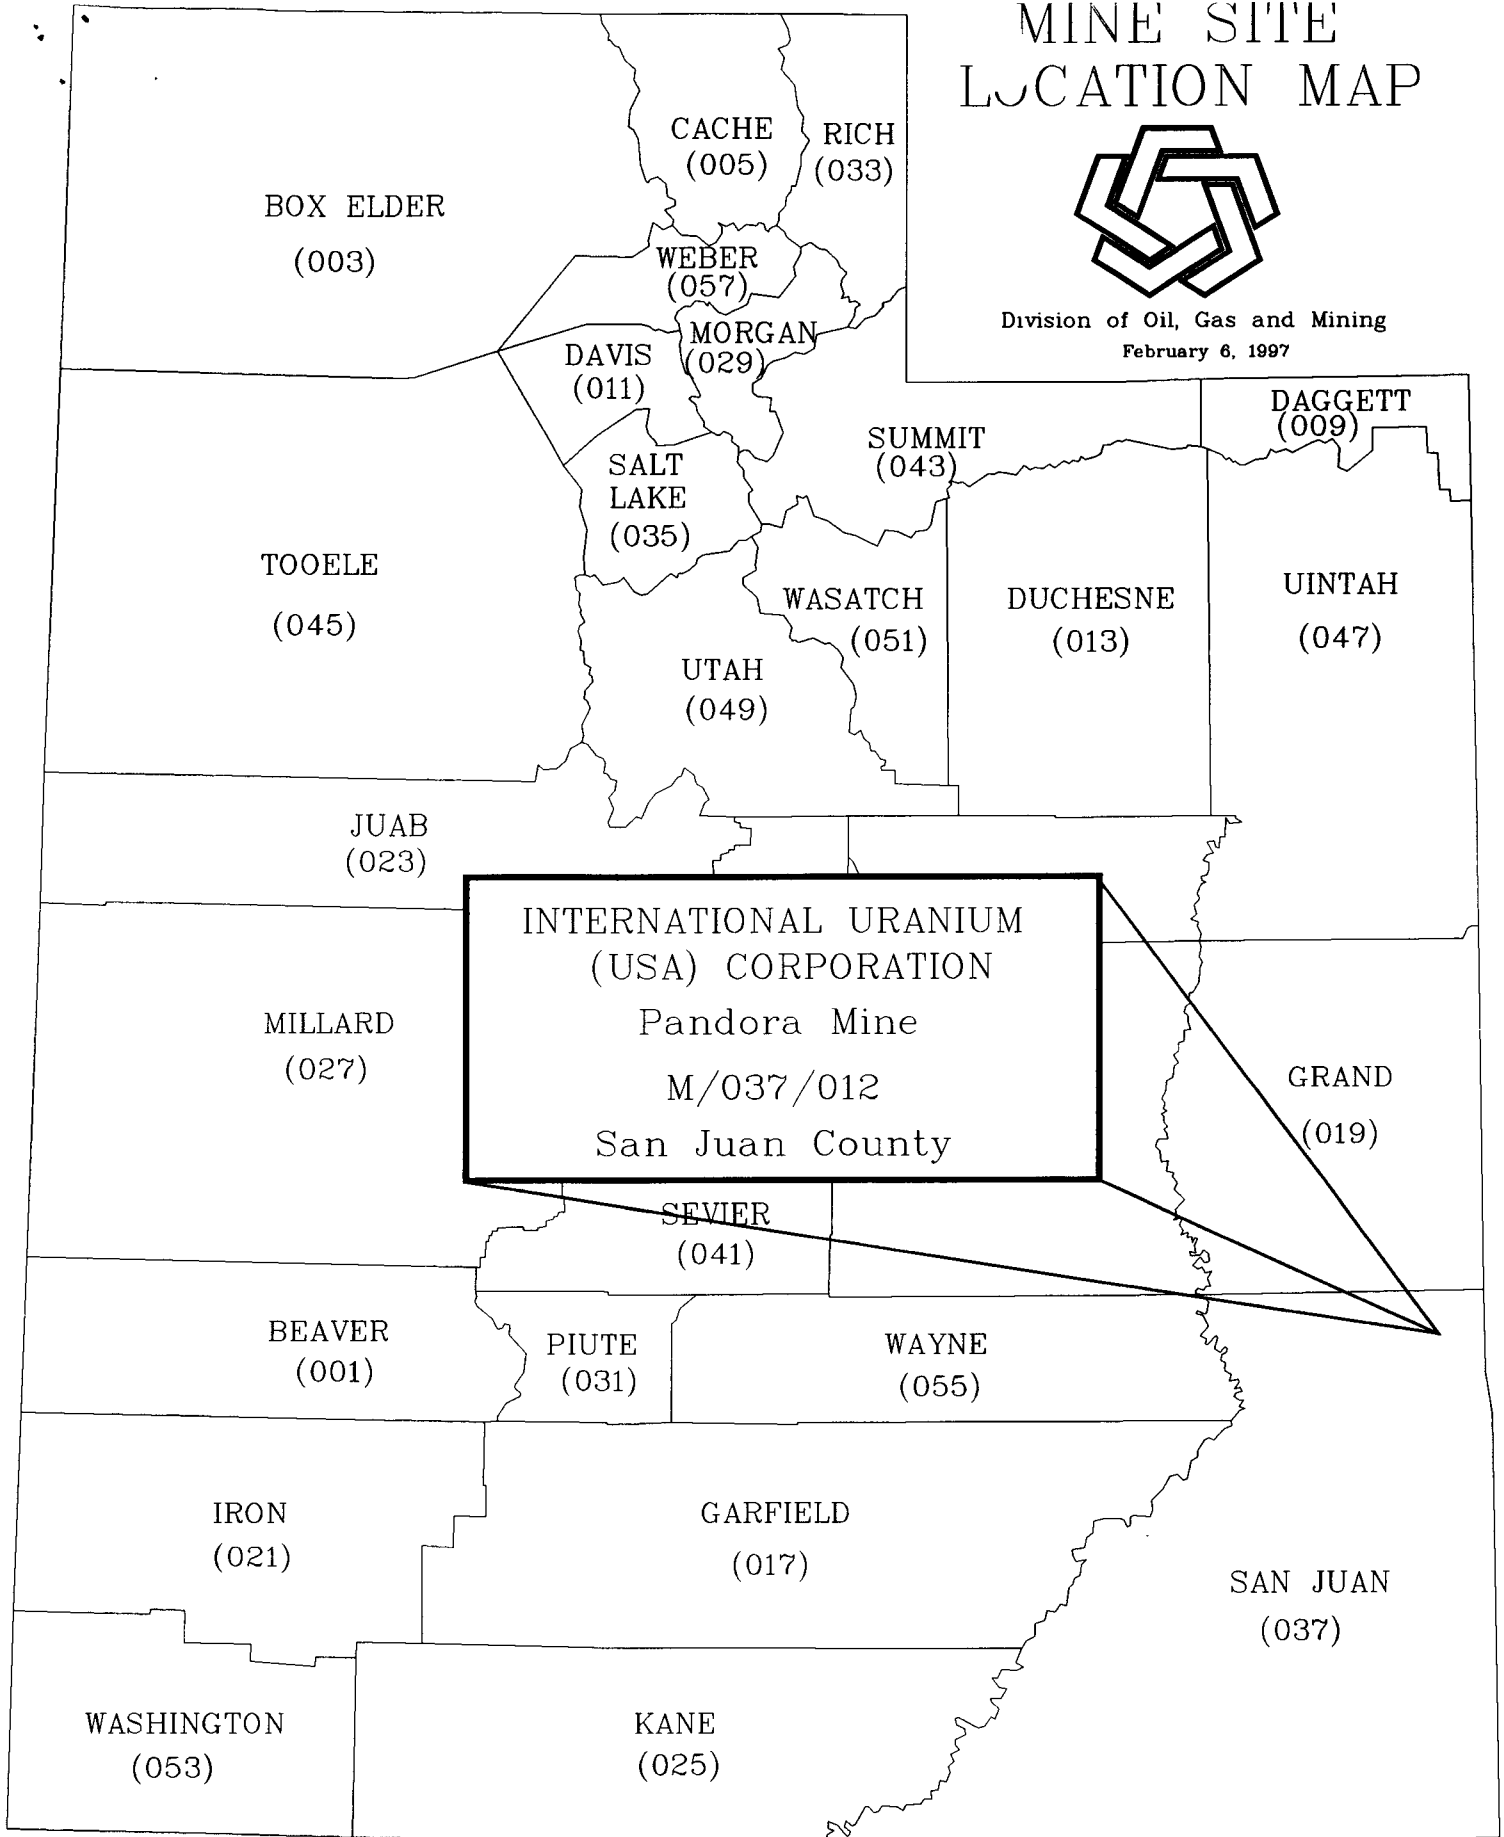 MINE SITE
LOCATION MAP
Division of Oil, Gas and Mining
February 6, 1997
CACHE
(005)
RICH
(033)
BOX ELDER
(003)
WEBER
(057)
MORGAN
(029)
DAVIS
(011)
DAGGETT
(009)
SUMMIT
(043)
SALT
LAKE
(035)
TOOELE
(045)
WASATCH
(051)
DUCHESNE
(013)
UINTAH
(047)
UTAH
(049)
JUAB
(023)
INTERNATIONAL URANIUM
(USA) CORPORATION
Pandora Mine
M/037/012
San Juan County
MILLARD
(027)
GRAND
(019)
SEVIER
(041)
BEAVER
(001)
PIUTE
(031)
WAYNE
(055)
IRON
(021)
GARFIELD
(017)
SAN JUAN
(037)
WASHINGTON
(053)
KANE
(025)